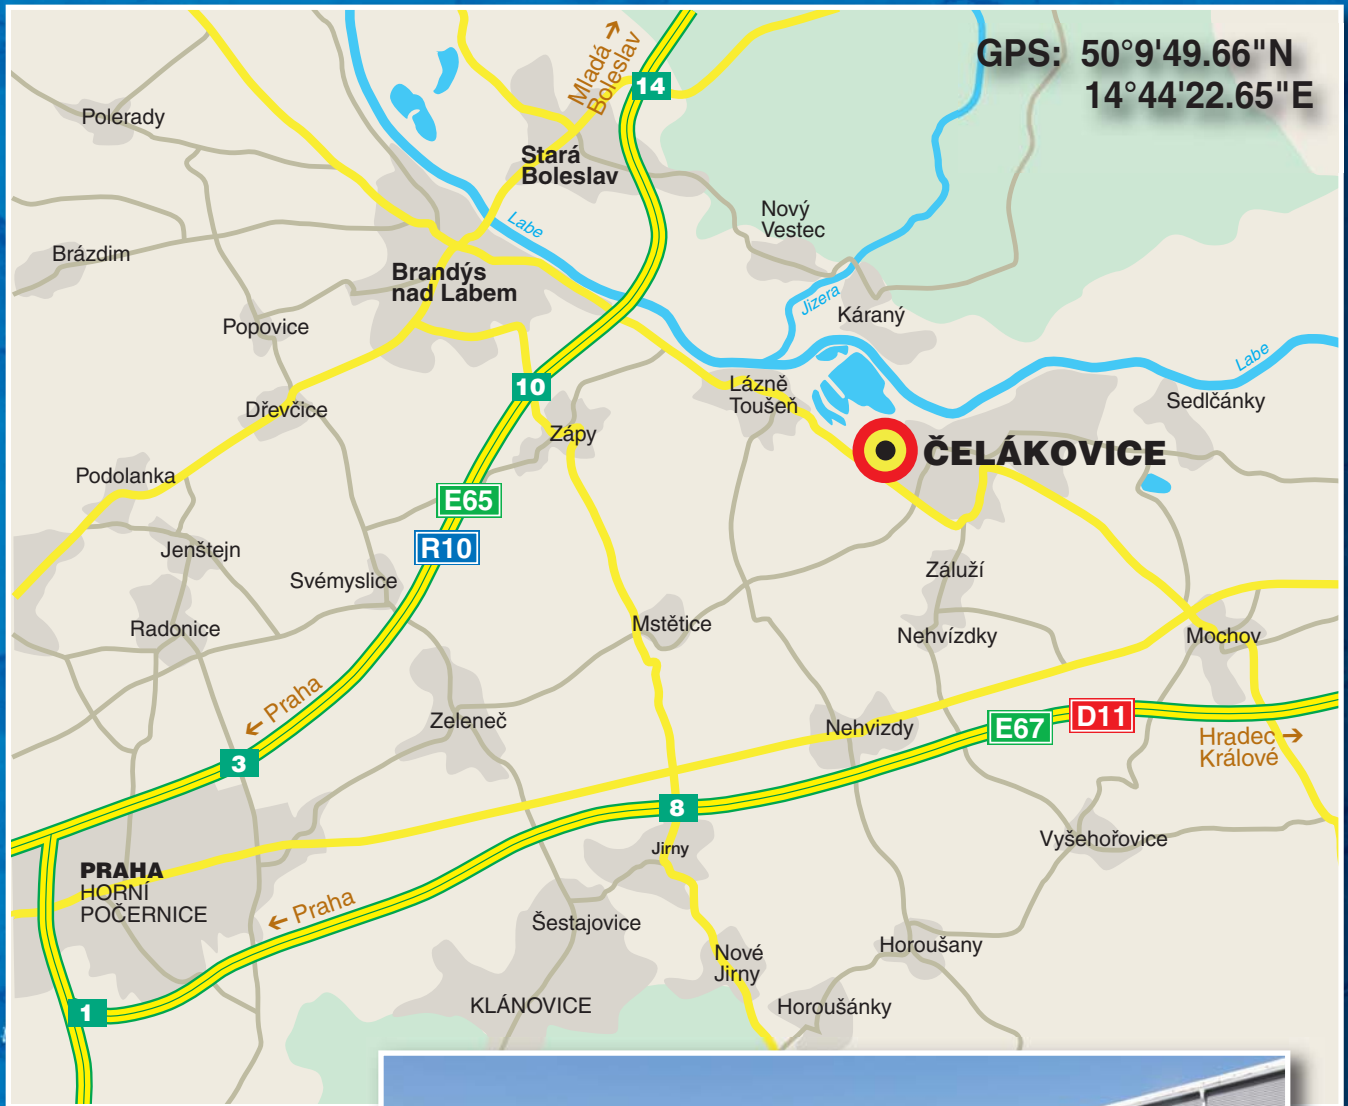 GPS: 50°9'49.66"N
14°44'22.65"E
Mladá
Boleslav
14
Polerady
Stará
Boleslav
Nový
Vestec
Labe
Brázdim
Brandýs
nad Labem
Jizera
Káraný
Popovice
Labe
10
Lázně
Toušeň
Sedlčánky
Dřevčice
Zápy
ČELÁKOVICE
Podolanka
E65
R10
Jenštejn
Svémyslice
Záluží
Radonice
Mstětice
Nehvízdky
Mochov
← Praha
Zeleneč
Nehvizdy
E67
D11
Hradec →
Králové
3
8
Jirny
Vyšehořovice
PRAHA
HORNÍ
POČERNICE
← Praha
Šestajovice
Nové
Jirny
Horoušany
1
KLÁNOVICE
Horoušánky